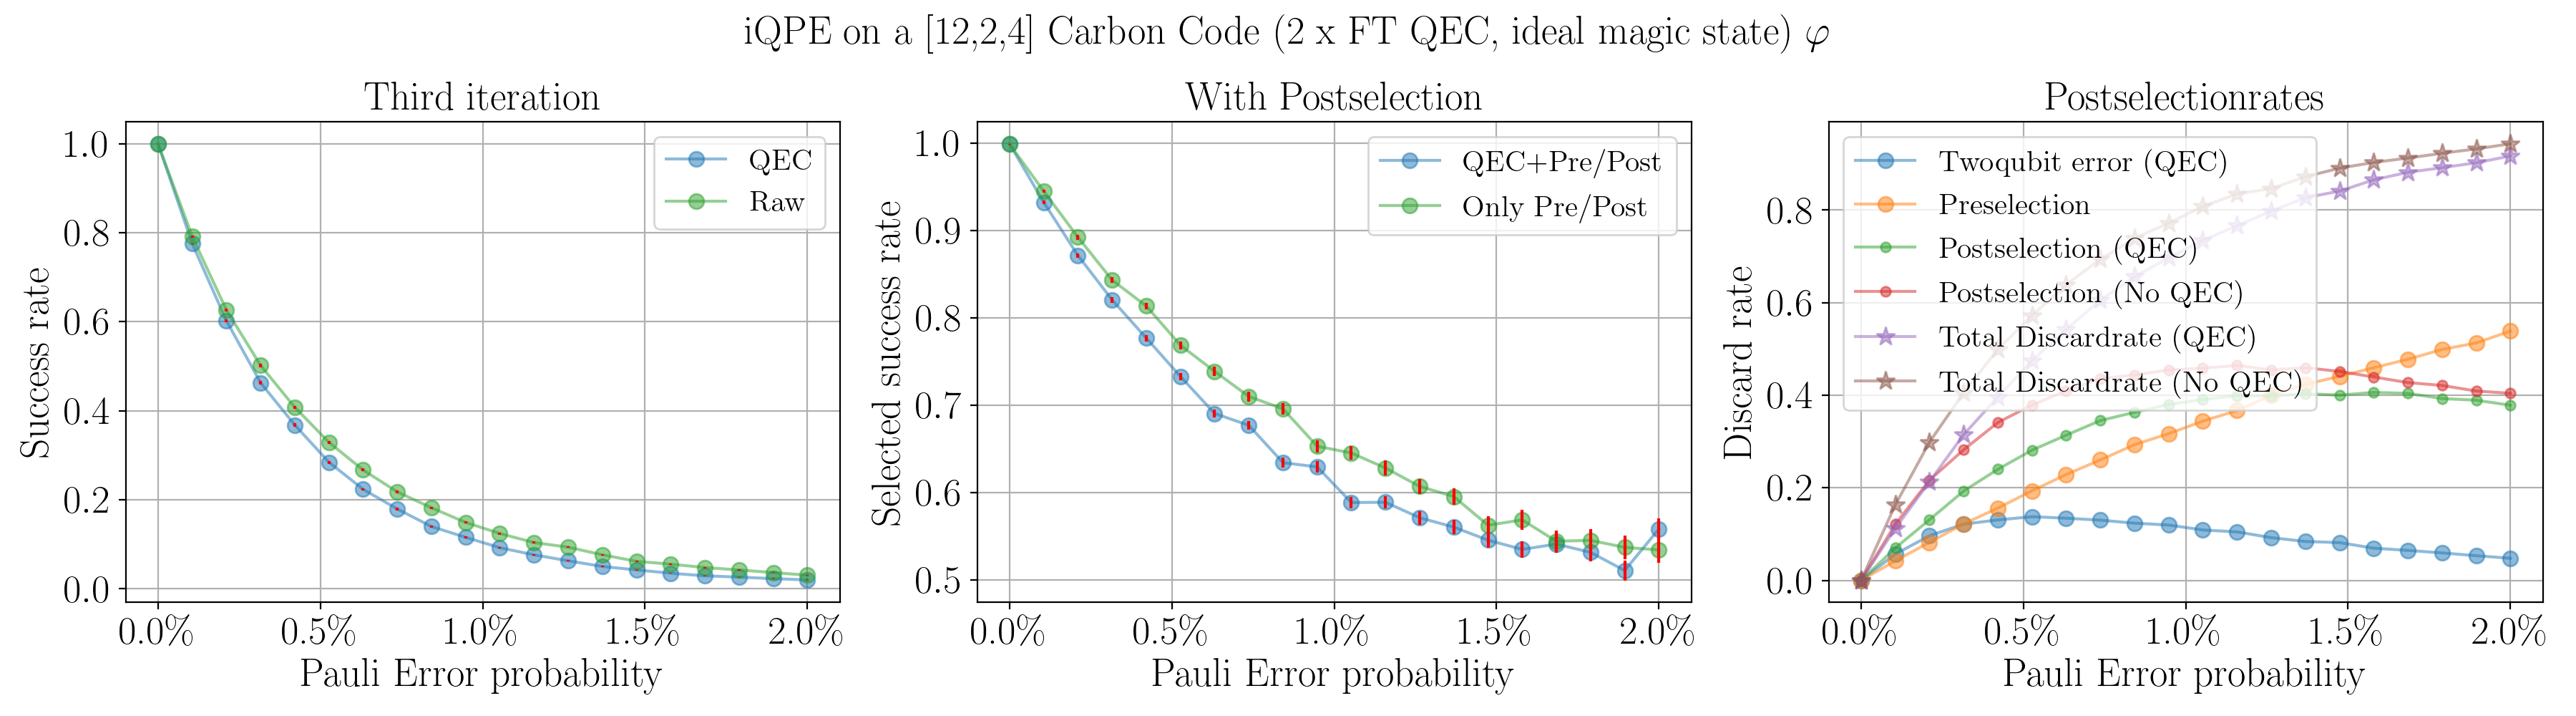 iQPE on a [12,2,4] Carbon Code (2 x FT QEC, ideal magic state) φ
Third iteration
Success rate
1.0
0.8
0.6
0.4
0.2
0.0
QEC
Raw
0.0% 0.5% 1.0% 1.5% 2.0%
Pauli Error probability
With Postselection
Selected success rate
1.0
0.9
0.8
0.7
0.6
0.5
QEC+Pre/Post
Only Pre/Post
0.0% 0.5% 1.0% 1.5% 2.0%
Pauli Error probability
Postselectionrates
Discard rate
0.8
0.6
0.4
0.2
0.0
Twoqubit error (QEC)
Preselection
Postselection (QEC)
Postselection (No QEC)
Total Discardrate (QEC)
Total Discardrate (No QEC)
0.0% 0.5% 1.0% 1.5% 2.0%
Pauli Error probability